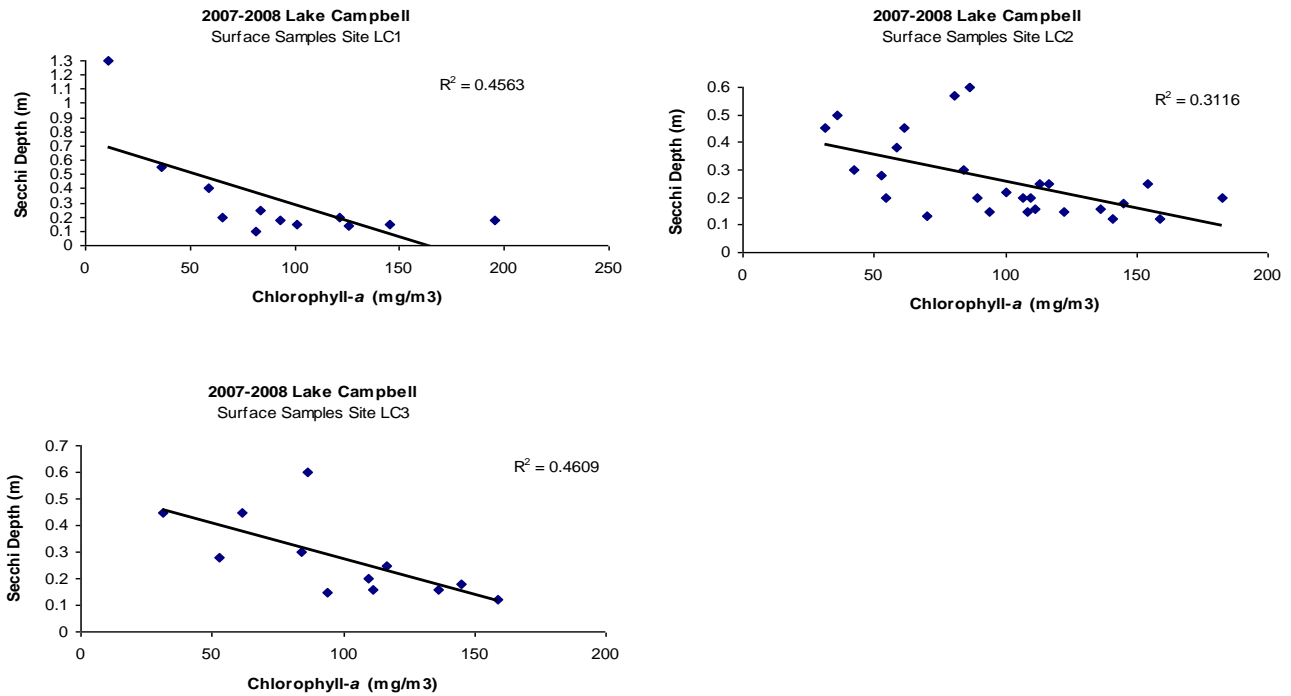 2007-2008 Lake Campbell
Surface Samples Site LC1
R² = 0.4563
Secchi Depth (m)
1.3
1.2
1.1
1
0.9
0.8
0.7
0.6
0.5
0.4
0.3
0.2
0.1
0
0 50 100 150 200 250
Chlorophyll-a (mg/m3)
2007-2008 Lake Campbell
Surface Samples Site LC2
R² = 0.3116
Secchi Depth (m)
0.6
0.5
0.4
0.3
0.2
0.1
0
0 50 100 150 200
Chlorophyll-a (mg/m3)
2007-2008 Lake Campbell
Surface Samples Site LC3
R² = 0.4609
Secchi Depth (m)
0.7
0.6
0.5
0.4
0.3
0.2
0.1
0
0 50 100 150 200
Chlorophyll-a (mg/m3)